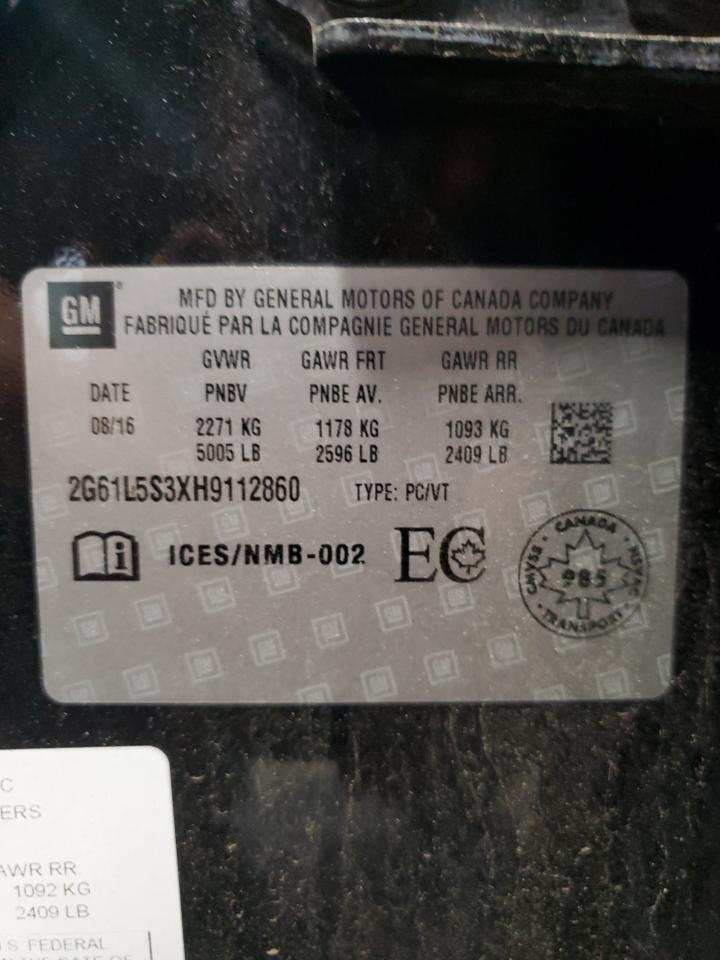 GM
MFD BY GENERAL MOTORS OF CANADA COMPANY
FABRIQUÉ PAR LA COMPAGNIE GENERAL MOTORS DU CANADA
GVWR GAWR FRT GAWR RR
DATE PNBV PNBE AV. PNBE ARR.
08/16 2271 KG 1178 KG 1093 KG
5005 LB 2596 LB 2409 LB
2G61L5S3XH9112860 TYPE: PC/VT
ICES/NMB-002 EC
CANADA
CMVSS 985 NSVAC
TRANSPORT
C
ERS
AWR RR
1092 KG
2409 LB
U S FEDERAL
N THE DATE OF